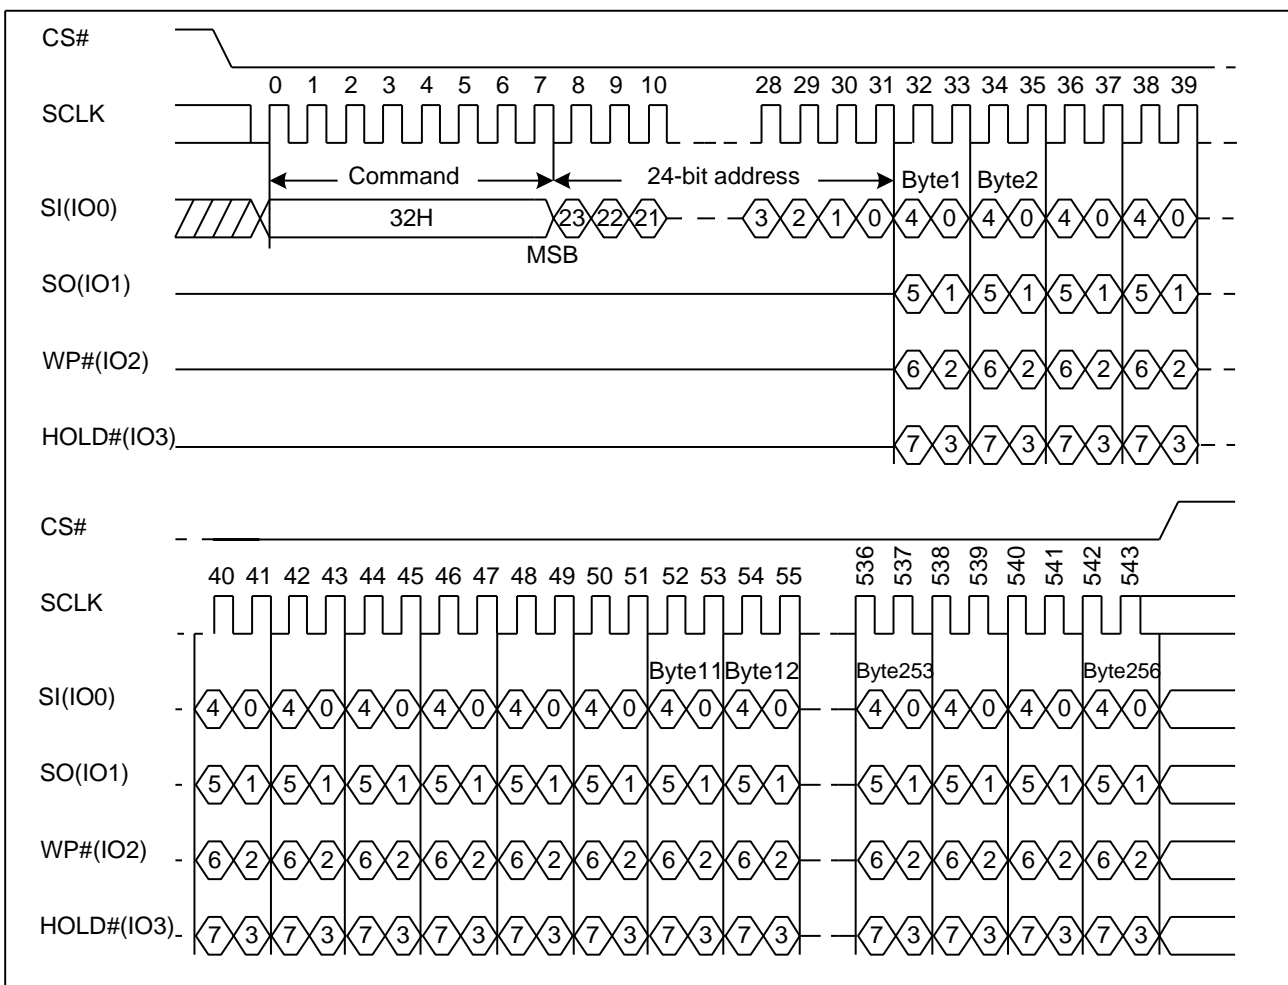 CS#
0 1 2 3 4 5 6 7 8 9 10 28 29 30 31 32 33 34 35 36 37 38 39
SCLK
Command 24-bit address Byte1 Byte2
SI(IO0) 32H 23 22 21 3 2 1 0 4 0 4 0 4 0 4 0
MSB
SO(IO1) 5 1 5 1 5 1 5 1
WP#(IO2) 6 2 6 2 6 2 6 2
HOLD#(IO3) 7 3 7 3 7 3 7 3
CS#
40 41 42 43 44 45 46 47 48 49 50 51 52 53 54 55 536 537 538 539 540 541 542 543
SCLK
Byte11 Byte12 Byte253 Byte256
SI(IO0) 4 0 4 0 4 0 4 0 4 0 4 0 4 0 4 0 4 0 4 0 4 0 4 0
SO(IO1) 5 1 5 1 5 1 5 1 5 1 5 1 5 1 5 1 5 1 5 1 5 1 5 1
WP#(IO2) 6 2 6 2 6 2 6 2 6 2 6 2 6 2 6 2 6 2 6 2 6 2 6 2
HOLD#(IO3) 7 3 7 3 7 3 7 3 7 3 7 3 7 3 7 3 7 3 7 3 7 3 7 3